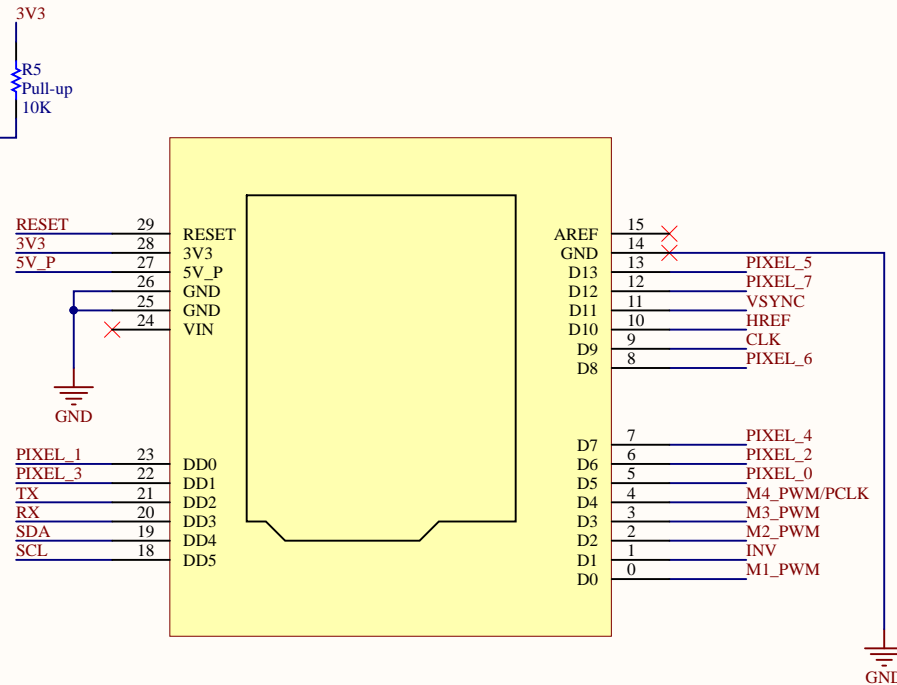 3V3
R5
Pull-up
10K
RESET 29 RESET
3V3 28 3V3
5V_P 27 5V_P
26 GND
25 GND
24 VIN
GND
PIXEL_1 23 DD0
PIXEL_3 22 DD1
TX 21 DD2
RX 20 DD3
SDA 19 DD4
SCL 18 DD5
AREF 15
GND 14
D13 13 PIXEL_5
D12 12 PIXEL_7
D11 11 VSYNC
D10 10 HREF
D9 9 CLK
D8 8 PIXEL_6
D7 7 PIXEL_4
D6 6 PIXEL_2
D5 5 PIXEL_0
D4 4 M4_PWM/PCLK
D3 3 M3_PWM
D2 2 M2_PWM
D1 1 INV
D0 0 M1_PWM
GND